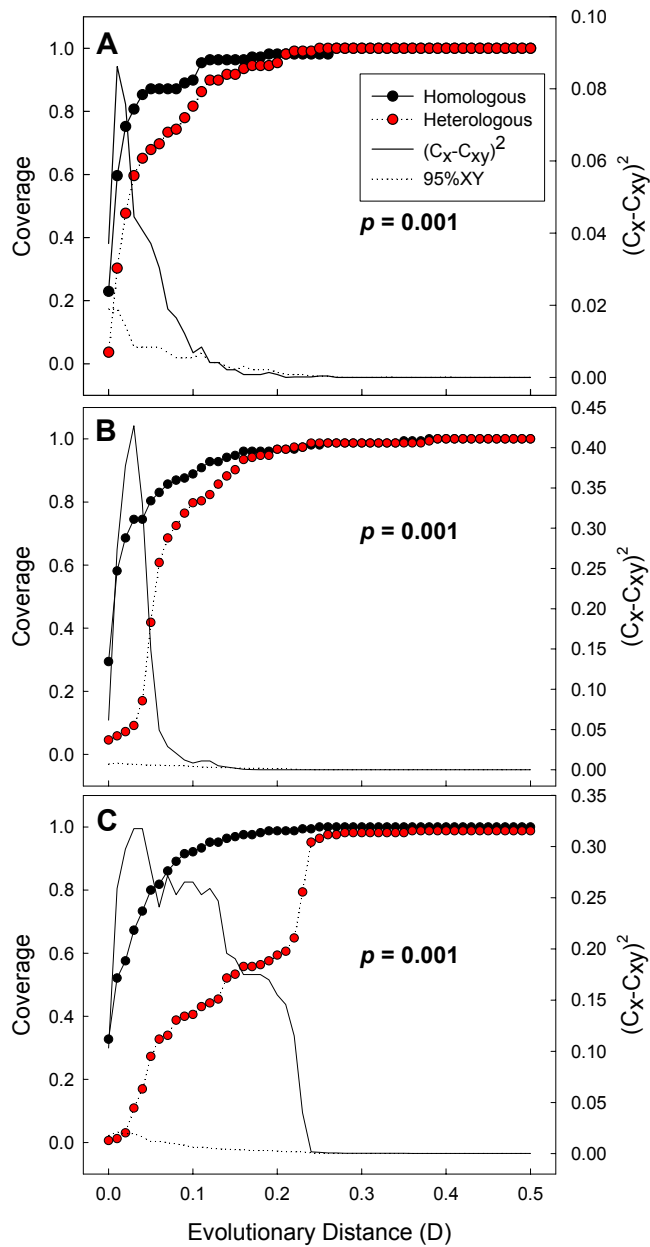 A
Coverage
1.0
0.8
0.6
0.4
0.2
0.0
Homologous
Heterologous
(Cx-Cxy)2
95%XY
p = 0.001
0.10
0.08
0.06
0.04
0.02
0.00
(Cx-Cxy)2
B
Coverage
1.0
0.8
0.6
0.4
0.2
0.0
p = 0.001
0.45
0.40
0.35
0.30
0.25
0.20
0.15
0.10
0.05
0.00
(Cx-Cxy)2
C
Coverage
1.0
0.8
0.6
0.4
0.2
0.0
p = 0.001
0.35
0.30
0.25
0.20
0.15
0.10
0.05
0.00
(Cx-Cxy)2
0.0 0.1 0.2 0.3 0.4 0.5
Evolutionary Distance (D)